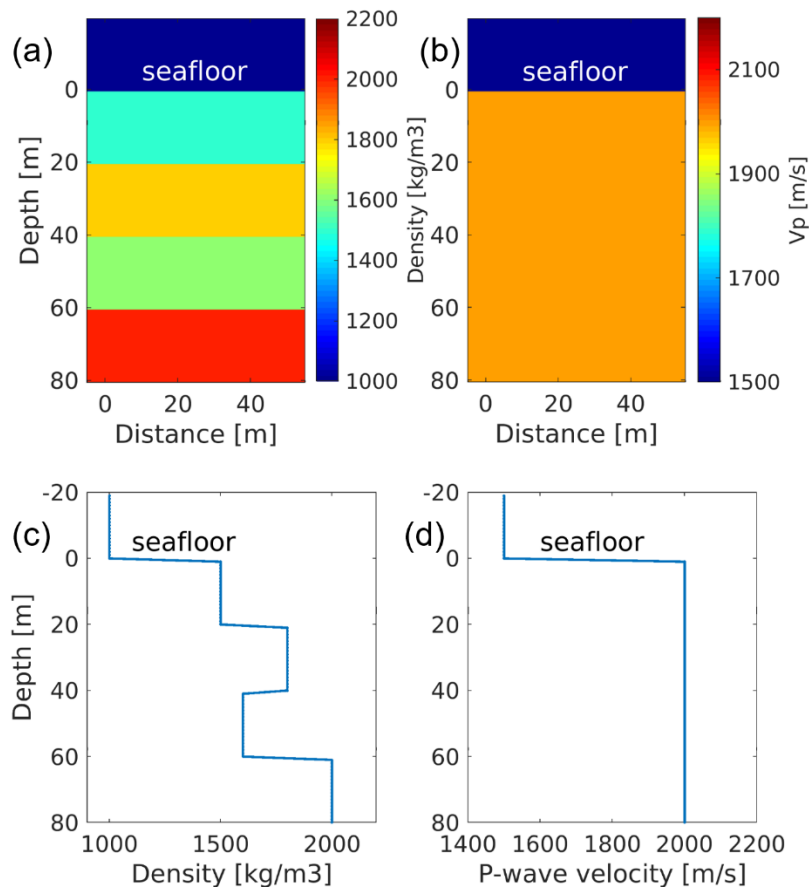 (a)
seafloor
0
20
40
60
80
Depth [m]
0 20 40
Distance [m]
2200
2000
1800
1600
1400
1200
1000
Density [kg/m3]
(b)
seafloor
0
20
40
60
80
0 20 40
Distance [m]
2100
1900
1700
1500
Vp [m/s]
(c)
seafloor
-20
0
20
40
60
80
Depth [m]
1000 1500 2000
Density [kg/m3]
(d)
seafloor
-20
0
20
40
60
80
1400 1600 1800 2000 2200
P-wave velocity [m/s]